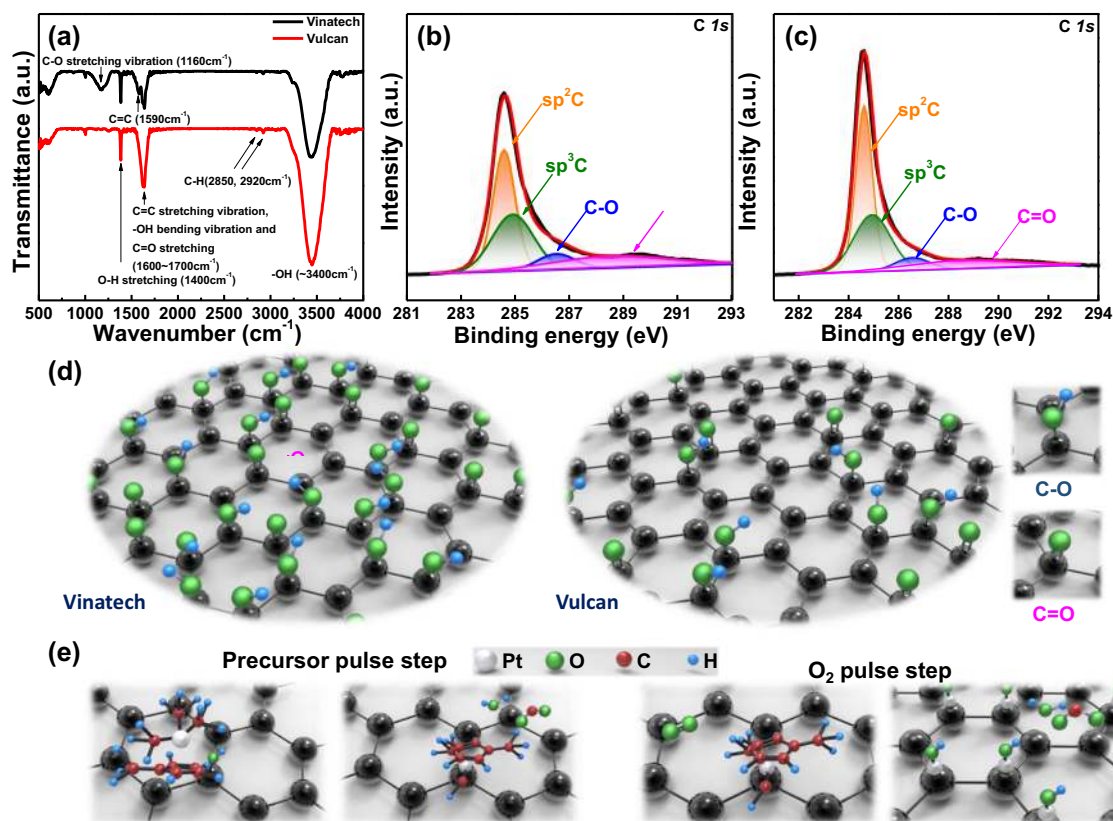 (a)
Vinatech
Vulcan
C-O stretching vibration (1160cm-1)
C=C (1590cm-1)
C-H(2850, 2920cm-1)
C=C stretching vibration,
-OH bending vibration and
C=O stretching
(1600~1700cm-1)
O-H stretching (1400cm-1)
-OH (~3400cm-1)
Transmittance (a.u.)
500 1000 1500 2000 2500 3000 3500 4000
Wavenumber (cm-1)
(b)
C 1s
sp2C
sp3C
C-O
Intensity (a.u.)
281 283 285 287 289 291 293
Binding energy (eV)
(c)
C 1s
sp2C
sp3C
C-O
C=O
Intensity (a.u.)
282 284 286 288 290 292 294
Binding energy (eV)
(d)
Vinatech
Vulcan
C-O
C=O
(e)
Precursor pulse step
Pt O C H
O2 pulse step